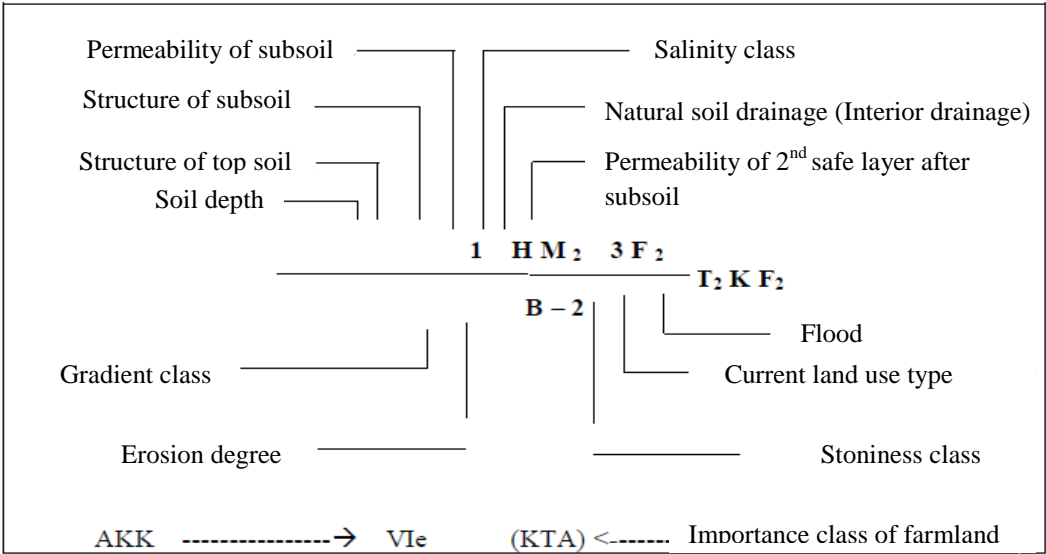 Permeability of subsoil
Salinity class
Structure of subsoil
Natural soil drainage (Interior drainage)
Structure of top soil
Permeability of 2nd safe layer after
subsoil
Soil depth
1 H M 2 3 F 2
T2 K F2
B – 2
Flood
Gradient class
Current land use type
Erosion degree
Stoniness class
AKK ----------------→ VIe (KTA) <------ Importance class of farmland